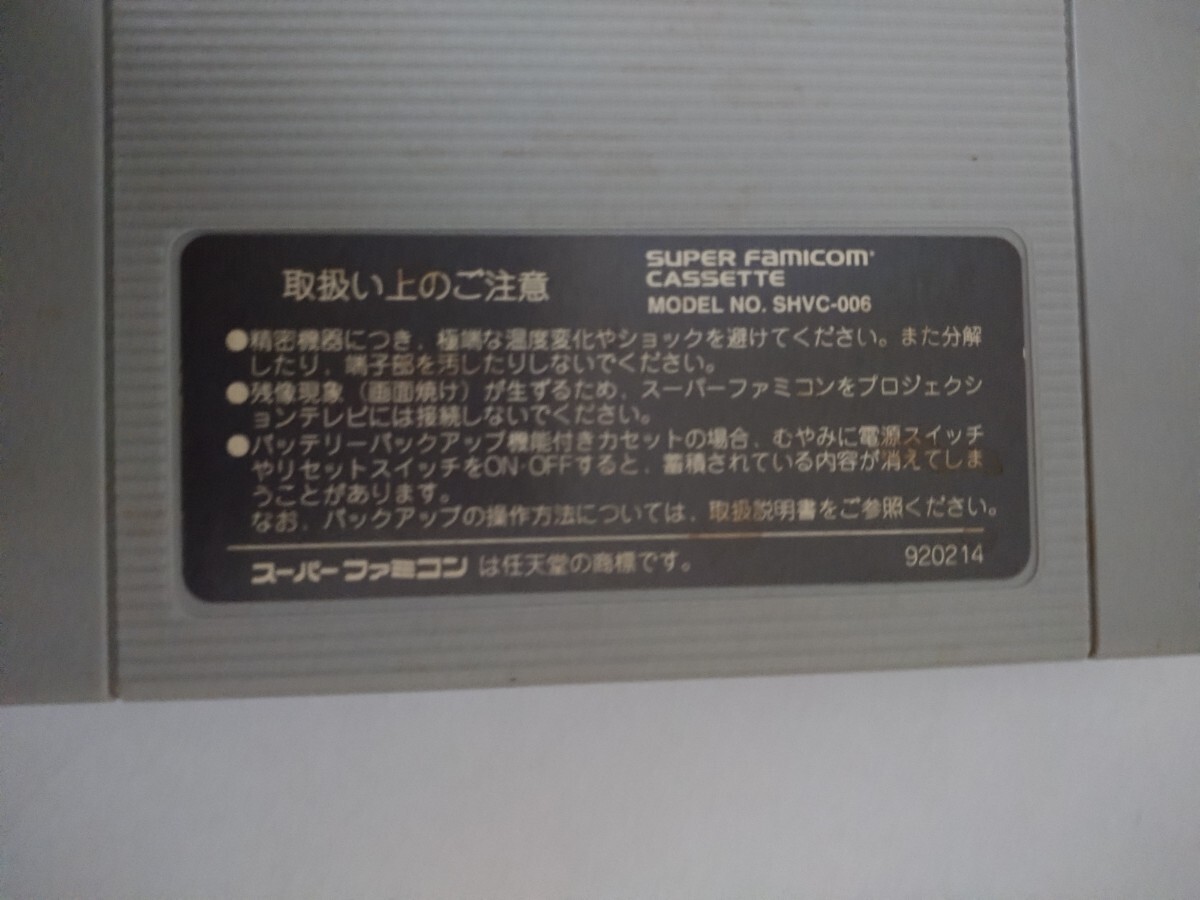 取扱い上のご注意
SUPER FAMICOM
CASSETTE
MODEL NO. SHVC-006
●精密機器につき、極端な温度変化やショックを避けてください。また分解
したり、端子部を汚したりしないでください。
●残像現象（画面焼け）が生ずるため、スーパーファミコンをプロジェクシ
ョンテレビには接続しないでください。
●バッテリーバックアップ機能付きカセットの場合、むやみに電源スイッチ
やリセットスイッチをON・OFFすると、蓄積されている内容が消えてしま
うことがあります。
なお、バックアップの操作方法については、取扱説明書をご参照ください。
スーパーファミコン は任天堂の商標です。
920214